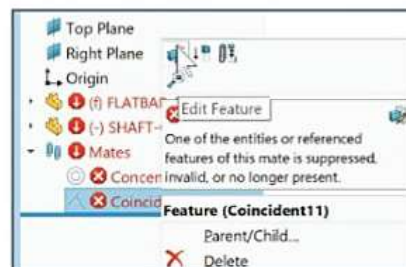 Top Plane
Right Plane
Origin
(f) FLATBA
(-) SHAFT-
Edit Feature
Mates
One of the entities or referenced
features of this mate is suppressed,
invalid, or no longer present.
Concen
Coincid
Feature (Coincident11)
Parent/Child...
Delete